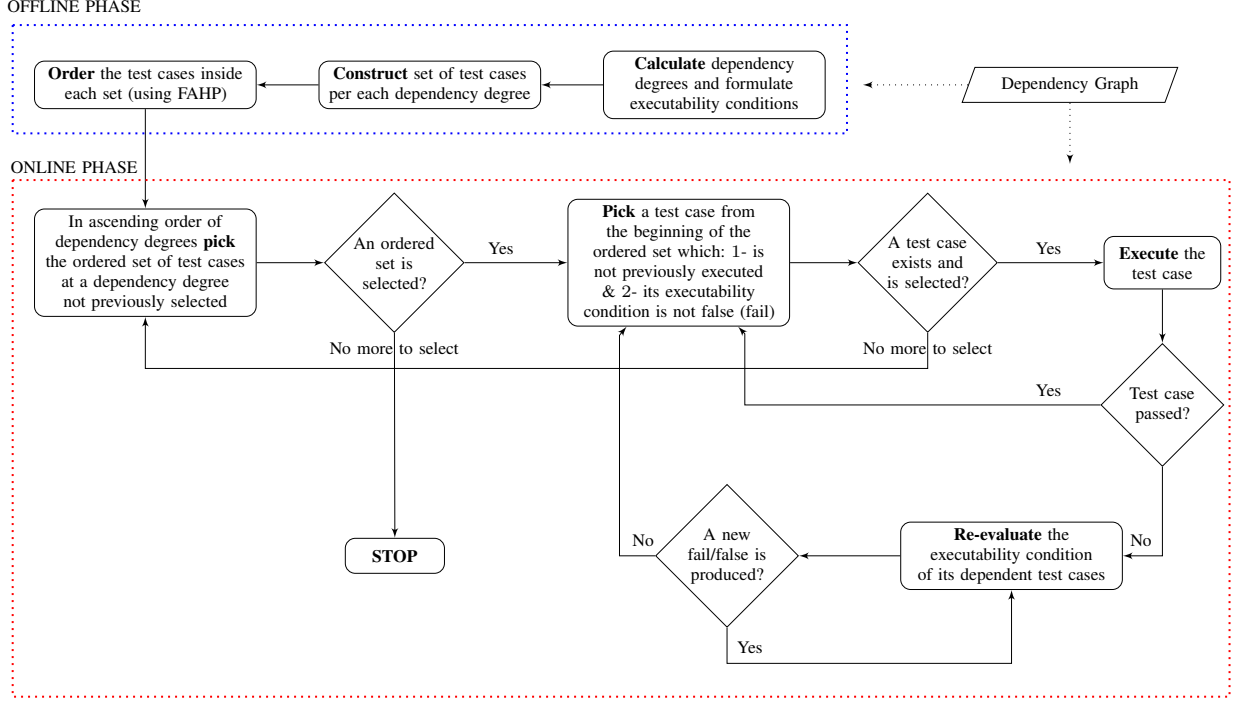 OFFLINE PHASE
Order the test cases inside
each set (using FAHP)
Construct set of test cases
per each dependency degree
Calculate dependency
degrees and formulate
executability conditions
Dependency Graph
ONLINE PHASE
In ascending order of
dependency degrees pick
the ordered set of test cases
at a dependency degree
not previously selected
An ordered
set is
selected?
Yes
Pick a test case from
the beginning of the
ordered set which: 1- is
not previously executed
& 2- its executability
condition is not false (fail)
A test case
exists and
is selected?
Yes
Execute the
test case
No more to select
No more to select
Yes
Test case
passed?
STOP
No
A new
fail/false is
produced?
Re-evaluate the
executability condition
of its dependent test cases
No
Yes